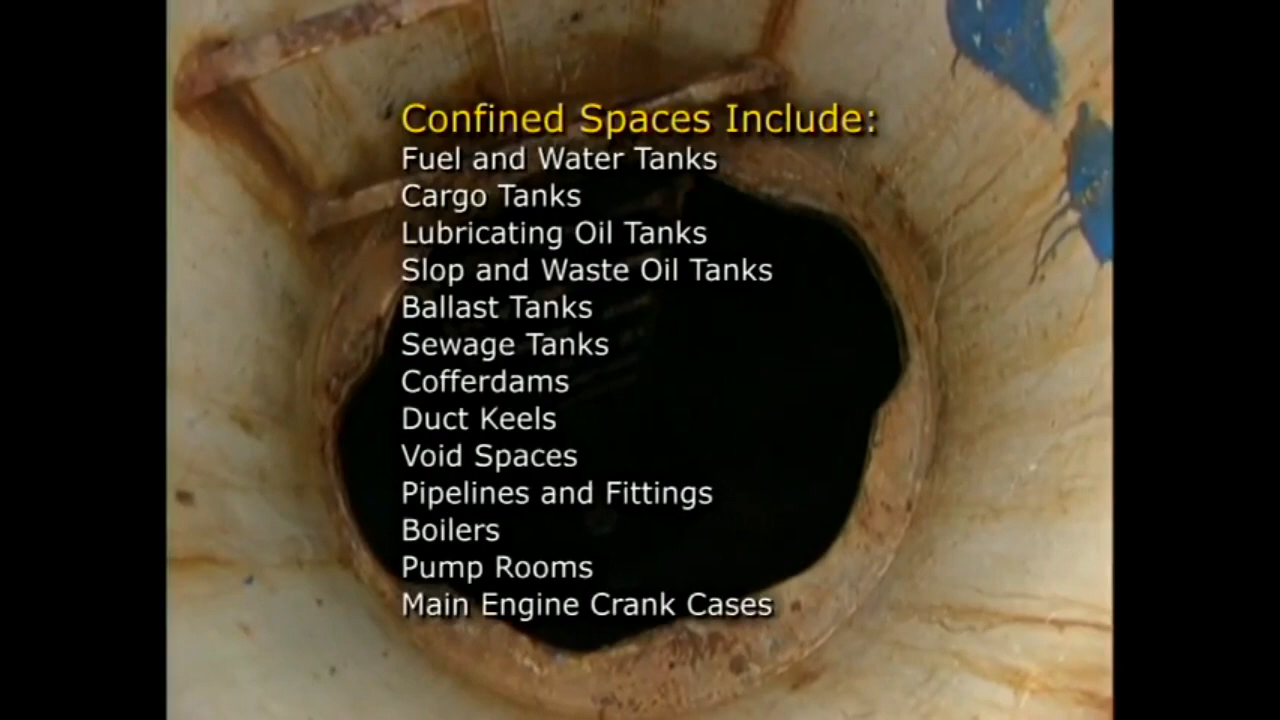 Confined Spaces Include:
Fuel and Water Tanks
Cargo Tanks
Lubricating Oil Tanks
Slop and Waste Oil Tanks
Ballast Tanks
Sewage Tanks
Cofferdams
Duct Keels
Void Spaces
Pipelines and Fittings
Boilers
Pump Rooms
Main Engine Crank Cases